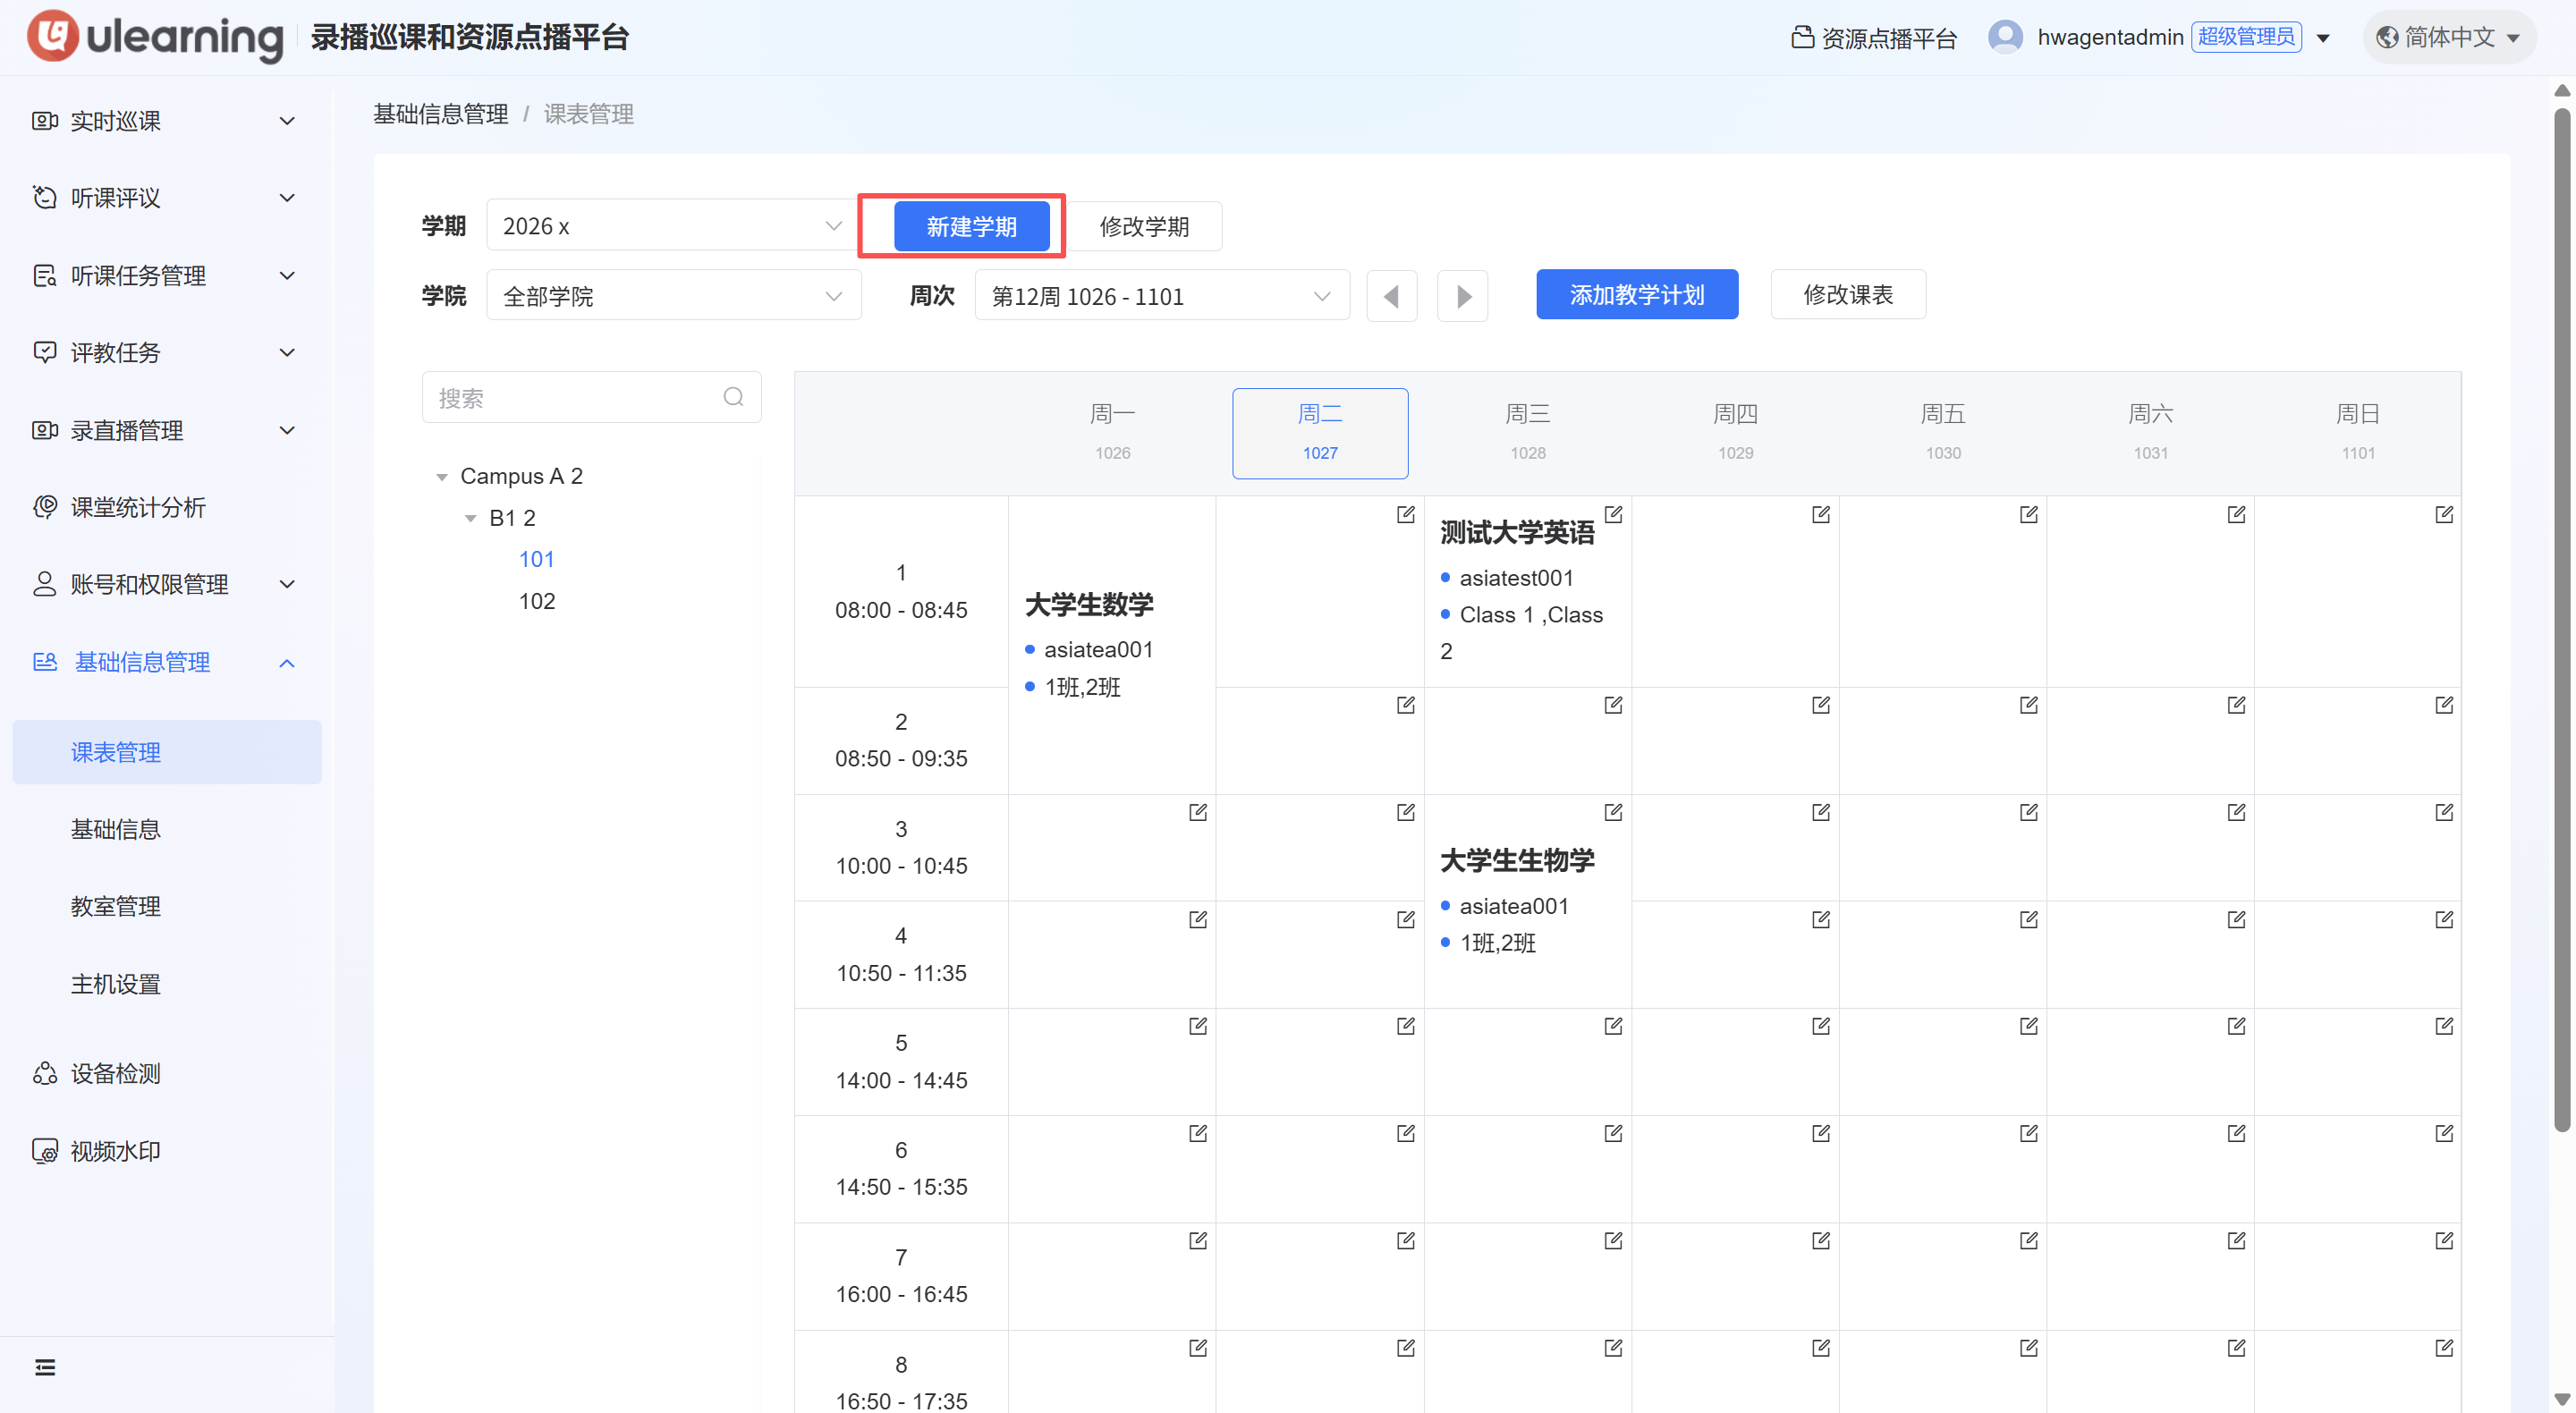 ulearning 录播巡课和资源点播平台 资源点播平台 hwagentadmin 超级管理员 简体中文
实时巡课
听课评议
听课任务管理
评教任务
录直播管理
课堂统计分析
账号和权限管理
基础信息管理
课表管理
基础信息
教室管理
主机设置
设备检测
视频水印
基础信息管理 / 课表管理
学期 2026 x 新建学期 修改学期
学院 全部学院 周次 第12周 1026 - 1101 添加教学计划 修改课表
搜索
Campus A 2
B1 2
101
102
周一 周二 周三 周四 周五 周六 周日
1026 1027 1028 1029 1030 1031 1101
1
08:00 - 08:45
大学生数学
asiatea001
1班,2班
测试大学英语
asiatest001
Class 1 ,Class
2
2
08:50 - 09:35
3
10:00 - 10:45
大学生生物学
asiatea001
1班,2班
4
10:50 - 11:35
5
14:00 - 14:45
6
14:50 - 15:35
7
16:00 - 16:45
8
16:50 - 17:35